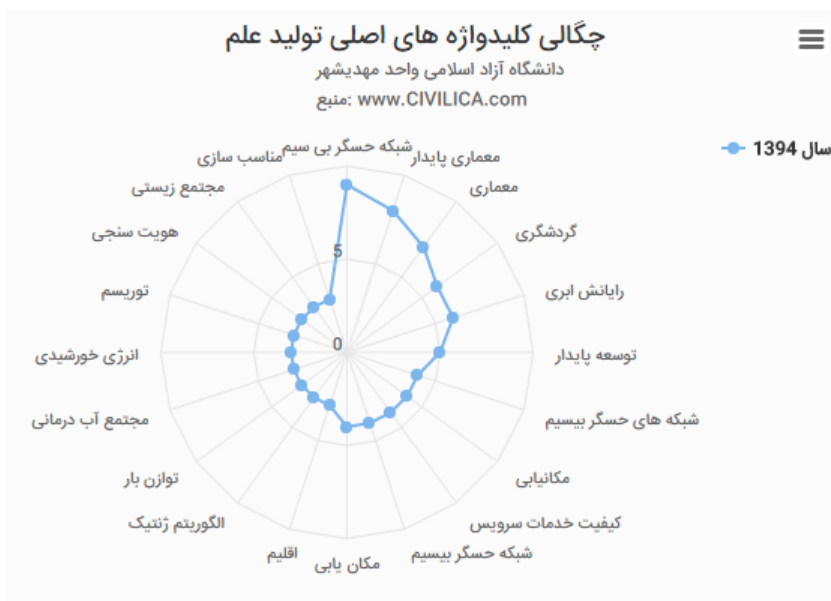 چگالی کلیدواژه های اصلی تولید علم
دانشگاه آزاد اسلامی واحد مهدیشهر
منبع: www.CIVILICA.com
سال 1394
شبکه حسگر بی سیم
معماری پایدار
معماری
گردشگری
رایانش ابری
توسعه پایدار
شبکه های حسگر بیسیم
مکانیابی
کیفیت خدمات سرویس
شبکه حسگر بیسیم
مکان یابی
اقلیم
الگوریتم ژنتیک
توازن بار
مجتمع آب درمانی
انرژی خورشیدی
توریسم
هویت سنجی
مجتمع زیستی
مناسب سازی
5
0